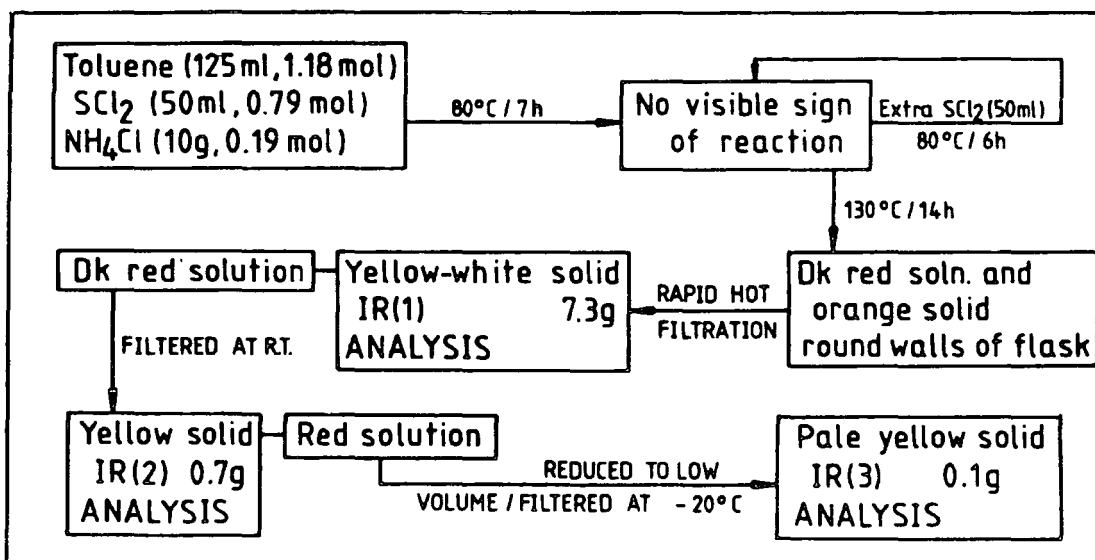 Toluene (125ml, 1.18 mol)
SCl₂ (50ml, 0.79 mol)
NH₄Cl (10g, 0.19 mol)
80°C / 7h
No visible sign
of reaction
Extra SCl₂ (50ml)
80°C / 6h
130°C / 14h
Dk red soln. and
orange solid
round walls of flask
RAPID HOT
FILTRATION
Yellow-white solid
IR(1) 7.3g
ANALYSIS
Dk red solution
FILTERED AT R.T.
Yellow solid
IR(2) 0.7g
ANALYSIS
Red solution
REDUCED TO LOW
VOLUME / FILTERED AT -20°C
Pale yellow solid
IR(3) 0.1g
ANALYSIS